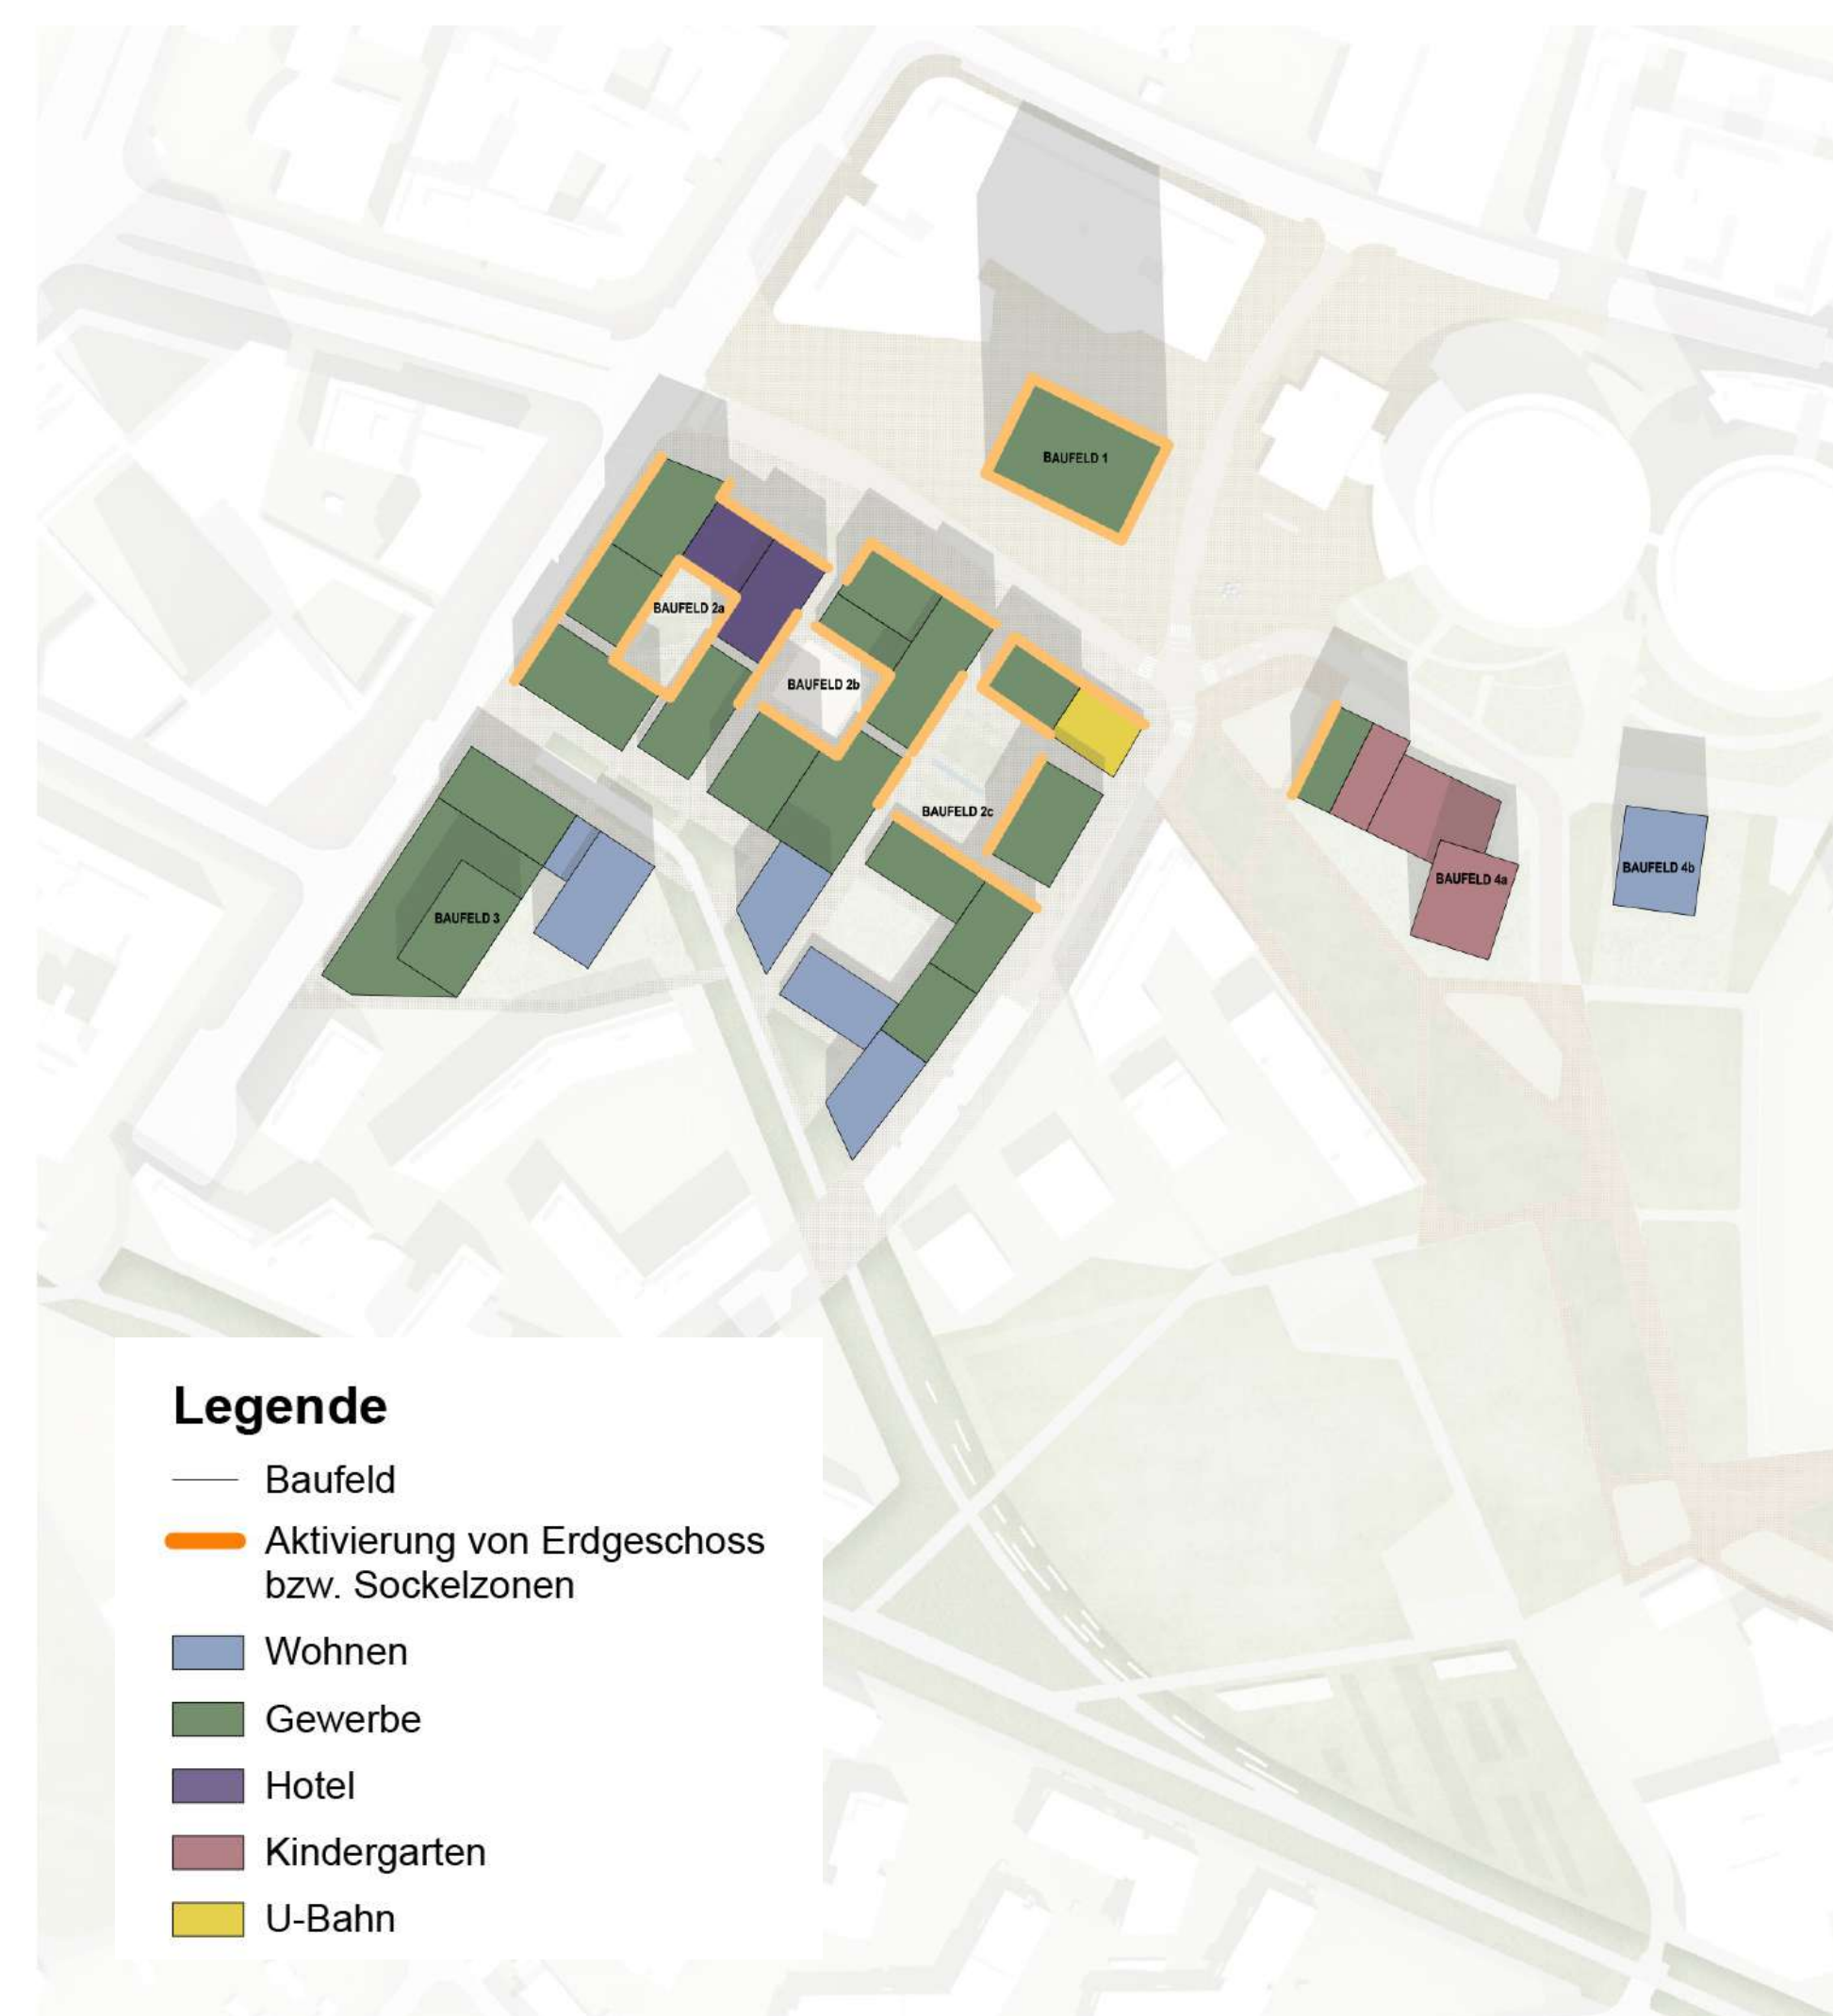 BAUFELD 1
BAUFELD 2a
BAUFELD 2b
BAUFELD 2c
BAUFELD 4b
BAUFELD 4a
BAUFELD 3
Legende
Baufeld
Aktivierung von Erdgeschoss
bzw. Sockelzonen
Wohnen
Gewerbe
Hotel
Kindergarten
U-Bahn